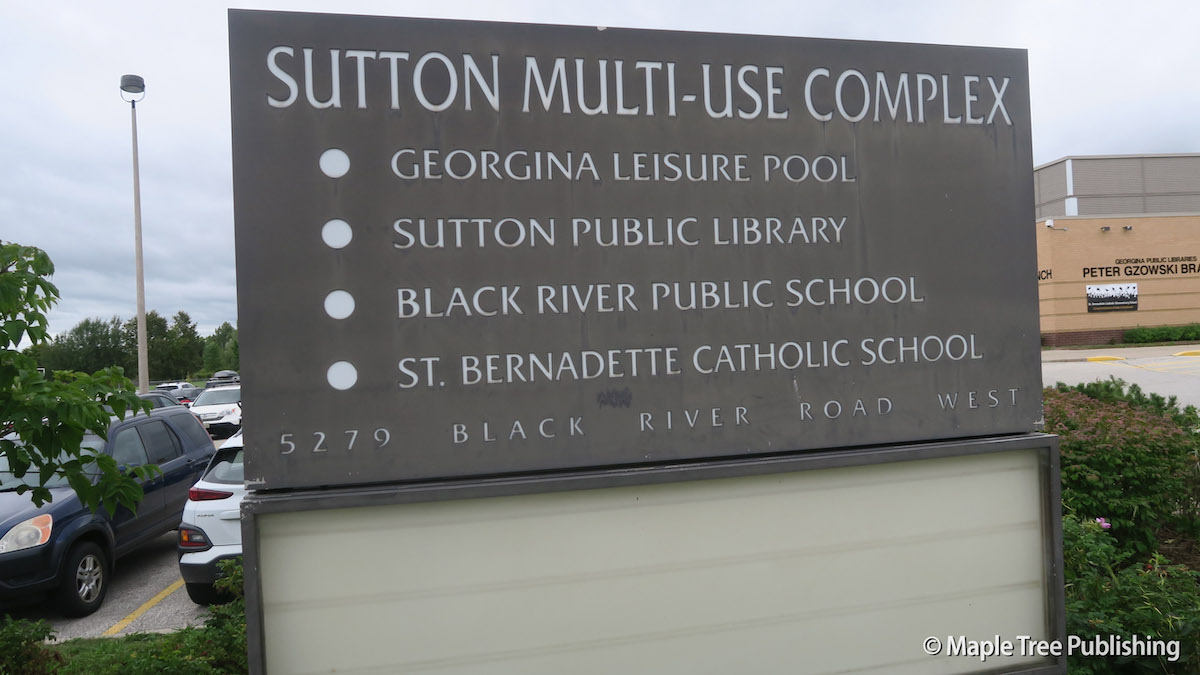 SUTTON MULTI-USE COMPLEX
GEORGINA LEISURE POOL
SUTTON PUBLIC LIBRARY
BLACK RIVER PUBLIC SCHOOL
ST. BERNADETTE CATHOLIC SCHOOL
5279 BLACK RIVER ROAD WEST
GEORGINA PUBLIC LIBRARIES
NCH PETER GZOWSKI BRA
© Maple Tree Publishing